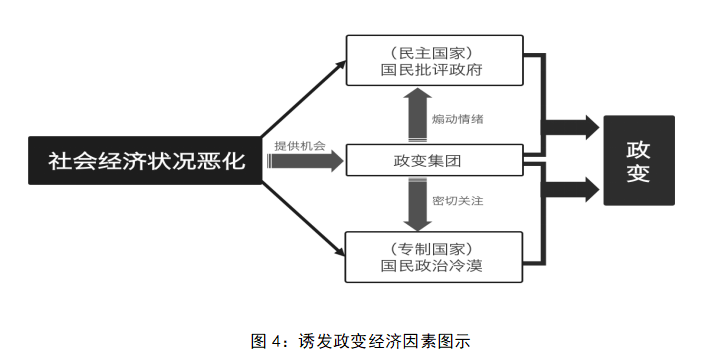 （民主国家）
国民批评政府
煽动情绪
社会经济状况恶化
提供机会
政变集团
政
变
密切关注
（专制国家）
国民政治冷漠
图 4：诱发政变经济因素图示